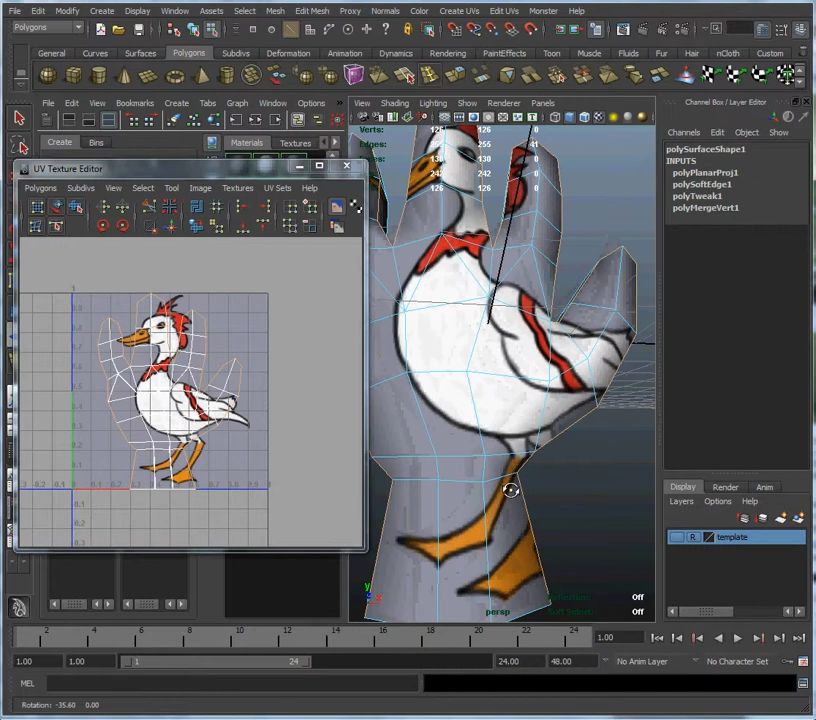 File Edit Modify Create Display Window Assets Select Mesh Edit Mesh Proxy Normals Color Create UVs Edit UVs Monster
Polygons
General Curves Surfaces Polygons Subdivs Deformation Animation Dynamics Rendering PaintEffects Toon Muscle Fluids Fur Hair nCloth Custom
Edit View Bookmarks Create Tabs Graph Window Options
Create Bins Materials Textures
View Shading Lighting Show Renderer Panels
Verts: 126 126 0
Edges: 255 41
Channel Box / Layer Editor
Channels Edit Object Show
polySurfaceShape1
INPUTS
polyPlanarProj1
polySoftEdge1
polyTweak1
polyMergeVert1
UV Texture Editor
Polygons Subdivs View Select Tool Image Textures UV Sets Help
persp
Off
Off
Display Render Anim
Layers Options Help
R template
2 4 6 8 10 12 14 16 18 20 22 24 1.00
1.00 1.00 1 24 24.00 48.00 No Anim Layer No Character Set
MEL
Rotation: -35.60 0.00